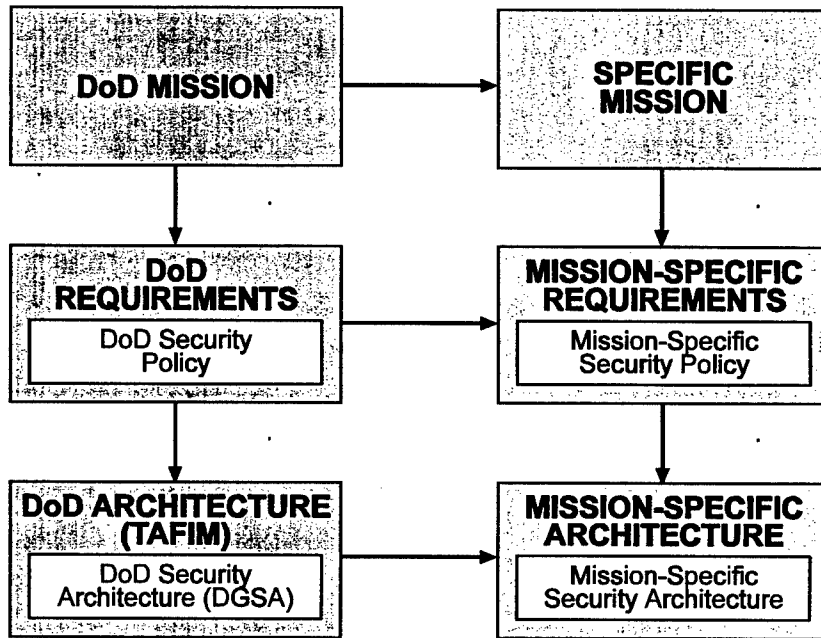 DoD MISSION
SPECIFIC
MISSION
DoD
REQUIREMENTS
DoD Security
Policy
MISSION-SPECIFIC
REQUIREMENTS
Mission-Specific
Security Policy
DoD ARCHITECTURE
(TAFIM)
DoD Security
Architecture (DGSA)
MISSION-SPECIFIC
ARCHITECTURE
Mission-Specific
Security Architecture